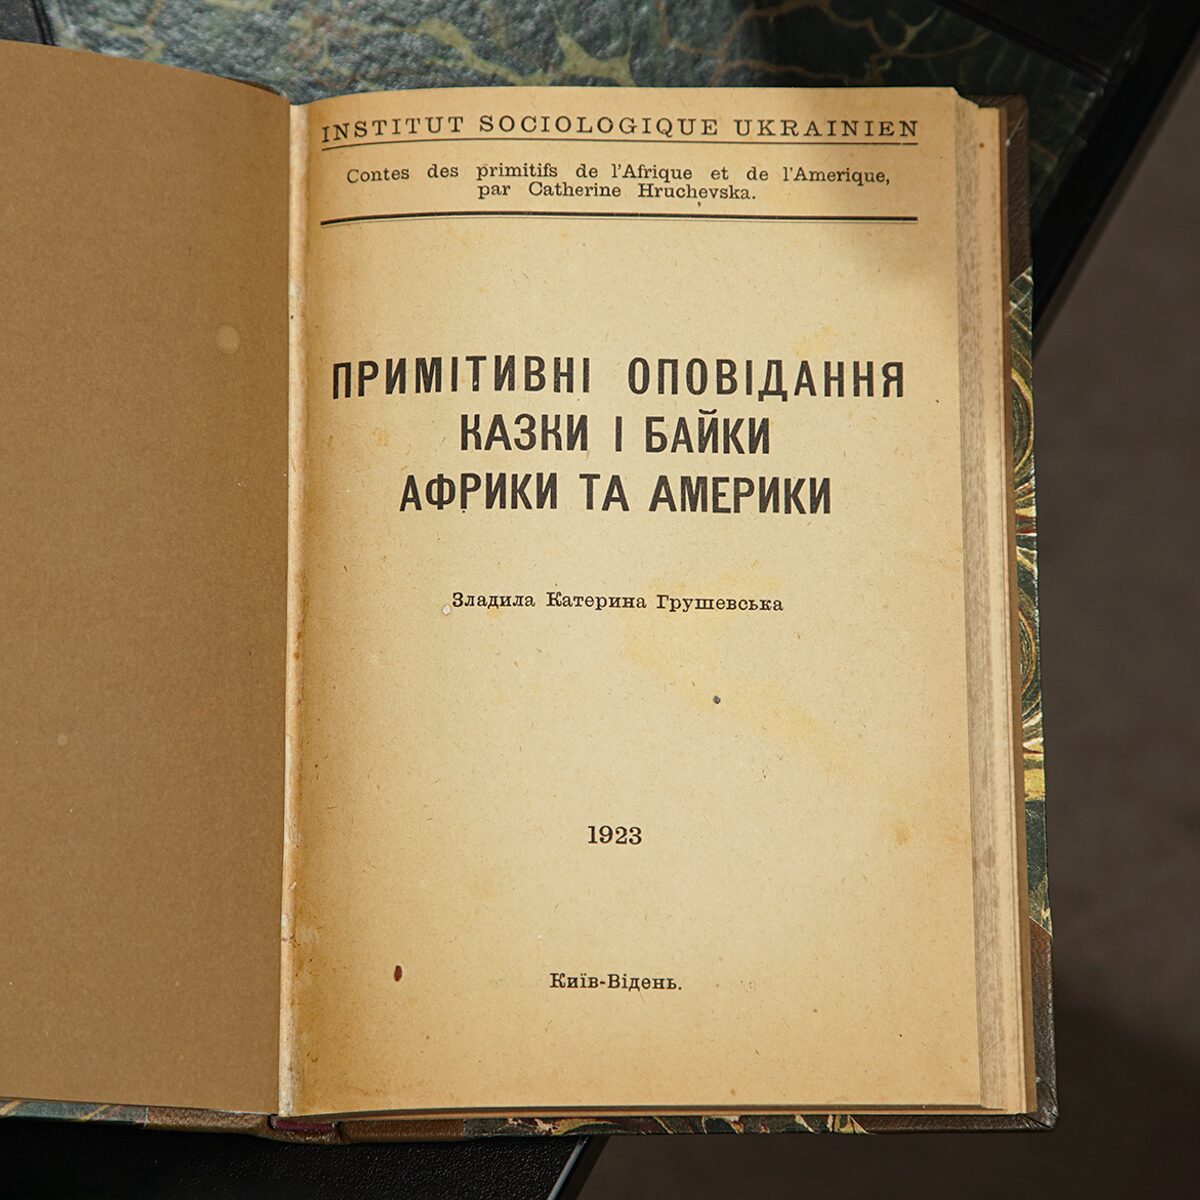 INSTITUT SOCIOLOGIQUE UKRAINIEN
Contes des primitifs de l'Afrique et de l'Amerique,
par Catherine Hruchevska.
ПРИМІТИВНІ ОПОВІДАННЯ
КАЗКИ І БАЙКИ
АФРИКИ ТА АМЕРИКИ
Зладила Катерина Грушевська
1923
Київ-Відень.